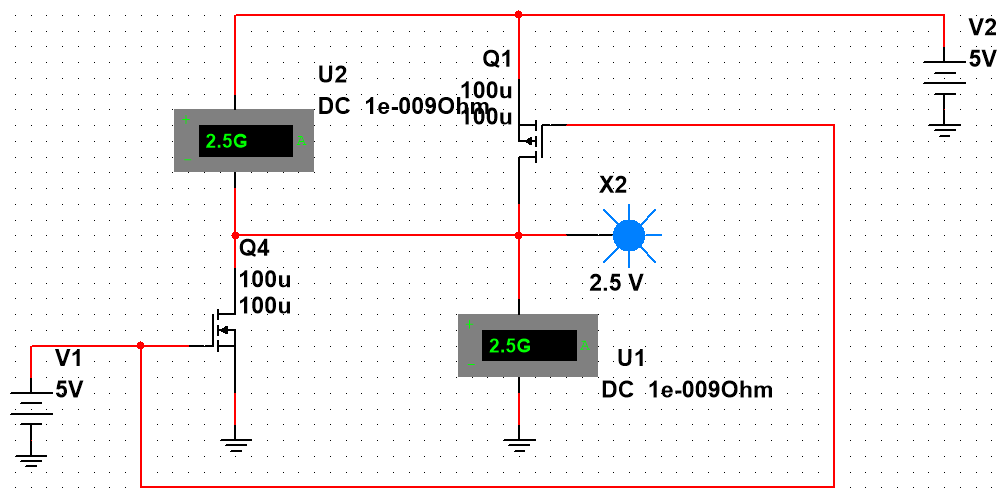 V2
5V
Q1
100u
100u
U2
DC 1e-009Ohm
+
2.5G
A
−
X2
2.5 V
Q4
100u
100u
V1
5V
+
2.5G
A
−
U1
DC 1e-009Ohm